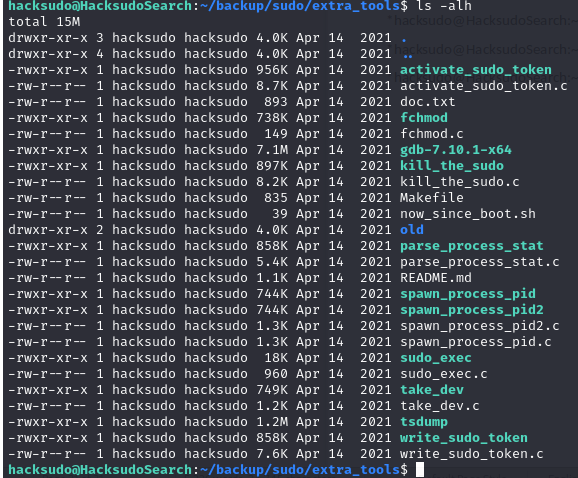 hacksudo@HacksudoSearch:~/backup/sudo/extra_tools$ ls -alh
total 15M
drwxr-xr-x 3 hacksudo hacksudo 4.0K Apr 14  2021 .
drwxr-xr-x 4 hacksudo hacksudo 4.0K Apr 14  2021 ..
-rwxr-xr-x 1 hacksudo hacksudo 956K Apr 14  2021 activate_sudo_token
-rw-r--r-- 1 hacksudo hacksudo 8.7K Apr 14  2021 activate_sudo_token.c
-rw-r--r-- 1 hacksudo hacksudo  893 Apr 14  2021 doc.txt
-rwxr-xr-x 1 hacksudo hacksudo 738K Apr 14  2021 fchmod
-rw-r--r-- 1 hacksudo hacksudo  149 Apr 14  2021 fchmod.c
-rwxr-xr-x 1 hacksudo hacksudo 7.1M Apr 14  2021 gdb-7.10.1-x64
-rwxr-xr-x 1 hacksudo hacksudo 897K Apr 14  2021 kill_the_sudo
-rw-r--r-- 1 hacksudo hacksudo 8.2K Apr 14  2021 kill_the_sudo.c
-rw-r--r-- 1 hacksudo hacksudo  835 Apr 14  2021 Makefile
-rw-r--r-- 1 hacksudo hacksudo   39 Apr 14  2021 now_since_boot.sh
drwxr-xr-x 2 hacksudo hacksudo 4.0K Apr 14  2021 old
-rwxr-xr-x 1 hacksudo hacksudo 858K Apr 14  2021 parse_process_stat
-rw-r--r-- 1 hacksudo hacksudo 5.4K Apr 14  2021 parse_process_stat.c
-rw-r--r-- 1 hacksudo hacksudo 1.1K Apr 14  2021 README.md
-rwxr-xr-x 1 hacksudo hacksudo 744K Apr 14  2021 spawn_process_pid
-rwxr-xr-x 1 hacksudo hacksudo 744K Apr 14  2021 spawn_process_pid2
-rw-r--r-- 1 hacksudo hacksudo 1.3K Apr 14  2021 spawn_process_pid2.c
-rw-r--r-- 1 hacksudo hacksudo 1.3K Apr 14  2021 spawn_process_pid.c
-rwxr-xr-x 1 hacksudo hacksudo  18K Apr 14  2021 sudo_exec
-rw-r--r-- 1 hacksudo hacksudo  960 Apr 14  2021 sudo_exec.c
-rwxr-xr-x 1 hacksudo hacksudo 749K Apr 14  2021 take_dev
-rw-r--r-- 1 hacksudo hacksudo 1.2K Apr 14  2021 take_dev.c
-rwxr-xr-x 1 hacksudo hacksudo 1.2M Apr 14  2021 tsdump
-rwxr-xr-x 1 hacksudo hacksudo 858K Apr 14  2021 write_sudo_token
-rw-r--r-- 1 hacksudo hacksudo 7.6K Apr 14  2021 write_sudo_token.c
hacksudo@HacksudoSearch:~/backup/sudo/extra_tools$